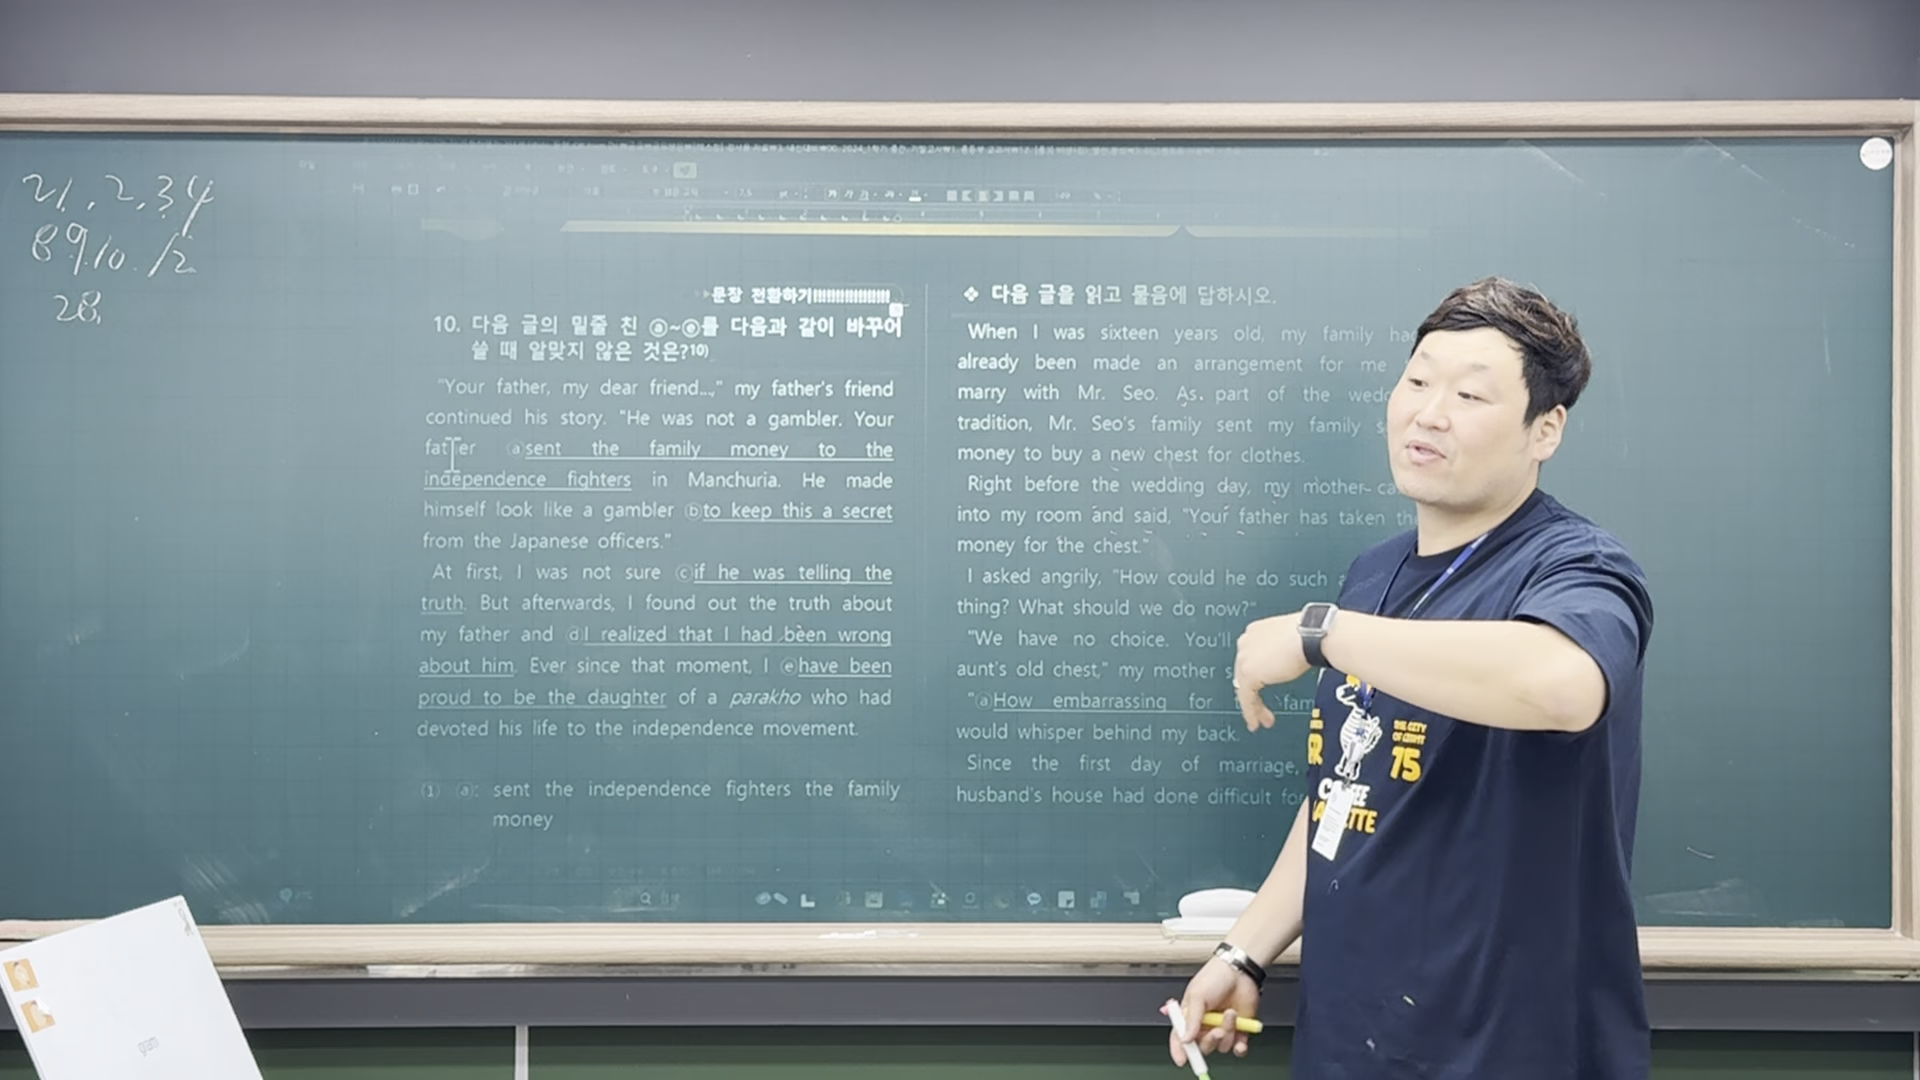 21, 2, 3 4
8 9 10. 12
28,
문장 전환하기
10. 다음 글의 밑줄 친 ⓐ~ⓔ를 다음과 같이 바꾸어
쓸 때 알맞지 않은 것은?10)
"Your father, my dear friend...," my father's friend
continued his story. "He was not a gambler. Your
father ⓐsent the family money to the
independence fighters in Manchuria. He made
himself look like a gambler ⓑto keep this a secret
from the Japanese officers."
At first, I was not sure ⓒif he was telling the
truth. But afterwards, I found out the truth about
my father and ⓓI realized that I had been wrong
about him. Ever since that moment, I ⓔhave been
proud to be the daughter of a parakho who had
devoted his life to the independence movement.
① ⓐ: sent the independence fighters the family
money
❖ 다음 글을 읽고 물음에 답하시오.
When I was sixteen years old, my family
already been made an arrangement for me
marry with Mr. Seo. As part of the
tradition, Mr. Seo's family sent my family
money to buy a new chest for clothes.
Right before the wedding day, my mother
into my room and said, "Your father has taken
money for the chest."
I asked angrily, "How could he do such
thing? What should we do now?"
"We have no choice. You'll
aunt's old chest," my mother
"ⓐHow embarrassing for
would whisper behind my back.
Since the first day of marriage,
husband's house had done difficult
75